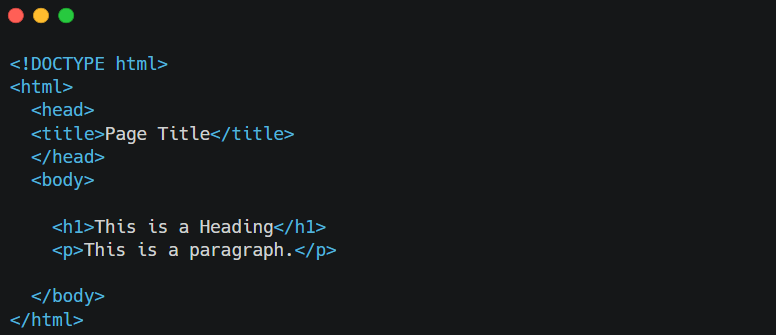 <!DOCTYPE html>
<html>
  <head>
  <title>Page Title</title>
  </head>
  <body>

    <h1>This is a Heading</h1>
    <p>This is a paragraph.</p>

  </body>
</html>